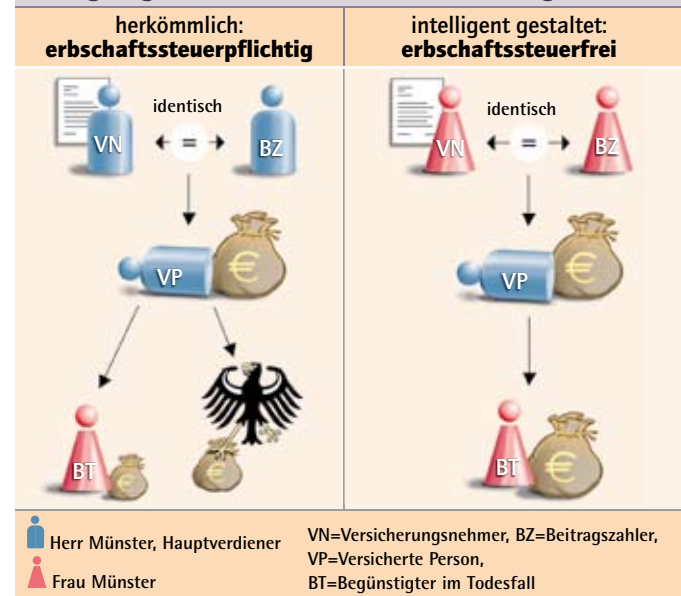 herkömmlich:
erbschaftssteuerpflichtig
intelligent gestaltet:
erbschaftssteuerfrei
identisch
VN
=
BZ
VP
€
BT
€
€
identisch
VN
=
BZ
VP
€
BT
€
Herr Münster, Hauptverdiener
Frau Münster
VN=Versicherungsnehmer, BZ=Beitragszahler,
VP=Versicherte Person,
BT=Begünstigter im Todesfall